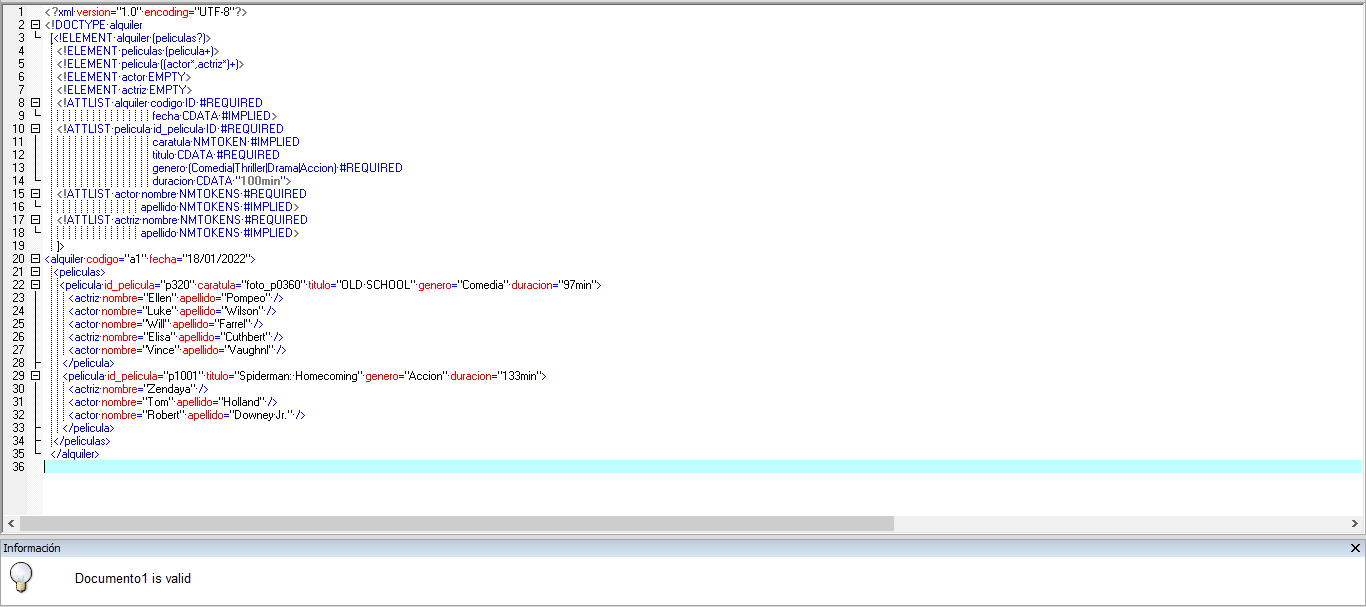 1 <?xml version="1.0" encoding="UTF-8"?>
2 <!DOCTYPE alquiler
3 [<!ELEMENT alquiler (peliculas?)>
4 <!ELEMENT peliculas (pelicula+)>
5 <!ELEMENT pelicula ((actor*,actriz*)+)>
6 <!ELEMENT actor EMPTY>
7 <!ELEMENT actriz EMPTY>
8 <!ATTLIST alquiler codigo ID #REQUIRED
9 fecha CDATA #IMPLIED>
10 <!ATTLIST pelicula id_pelicula ID #REQUIRED
11 caratula NMTOKEN #IMPLIED
12 titulo CDATA #REQUIRED
13 genero (Comedia|Thriller|Drama|Accion) #REQUIRED
14 duracion CDATA "100min">
15 <!ATTLIST actor nombre NMTOKENS #REQUIRED
16 apellido NMTOKENS #IMPLIED>
17 <!ATTLIST actriz nombre NMTOKENS #REQUIRED
18 apellido NMTOKENS #IMPLIED>
19 ]>
20 <alquiler codigo="a1" fecha="18/01/2022">
21 <peliculas>
22 <pelicula id_pelicula="p320" caratula="foto_p0360" titulo="OLD SCHOOL" genero="Comedia" duracion="97min">
23 <actriz nombre="Ellen" apellido="Pompeo" />
24 <actor nombre="Luke" apellido="Wilson" />
25 <actor nombre="Will" apellido="Farrel" />
26 <actriz nombre="Elisa" apellido="Cuthbert" />
27 <actor nombre="Vince" apellido="Vaughnl" />
28 </pelicula>
29 <pelicula id_pelicula="p1001" titulo="Spiderman: Homecoming" genero="Accion" duracion="133min">
30 <actriz nombre="Zendaya" />
31 <actor nombre="Tom" apellido="Holland" />
32 <actor nombre="Robert" apellido="Downey Jr." />
33 </pelicula>
34 </peliculas>
35 </alquiler>
36
Información
Documento1 is valid